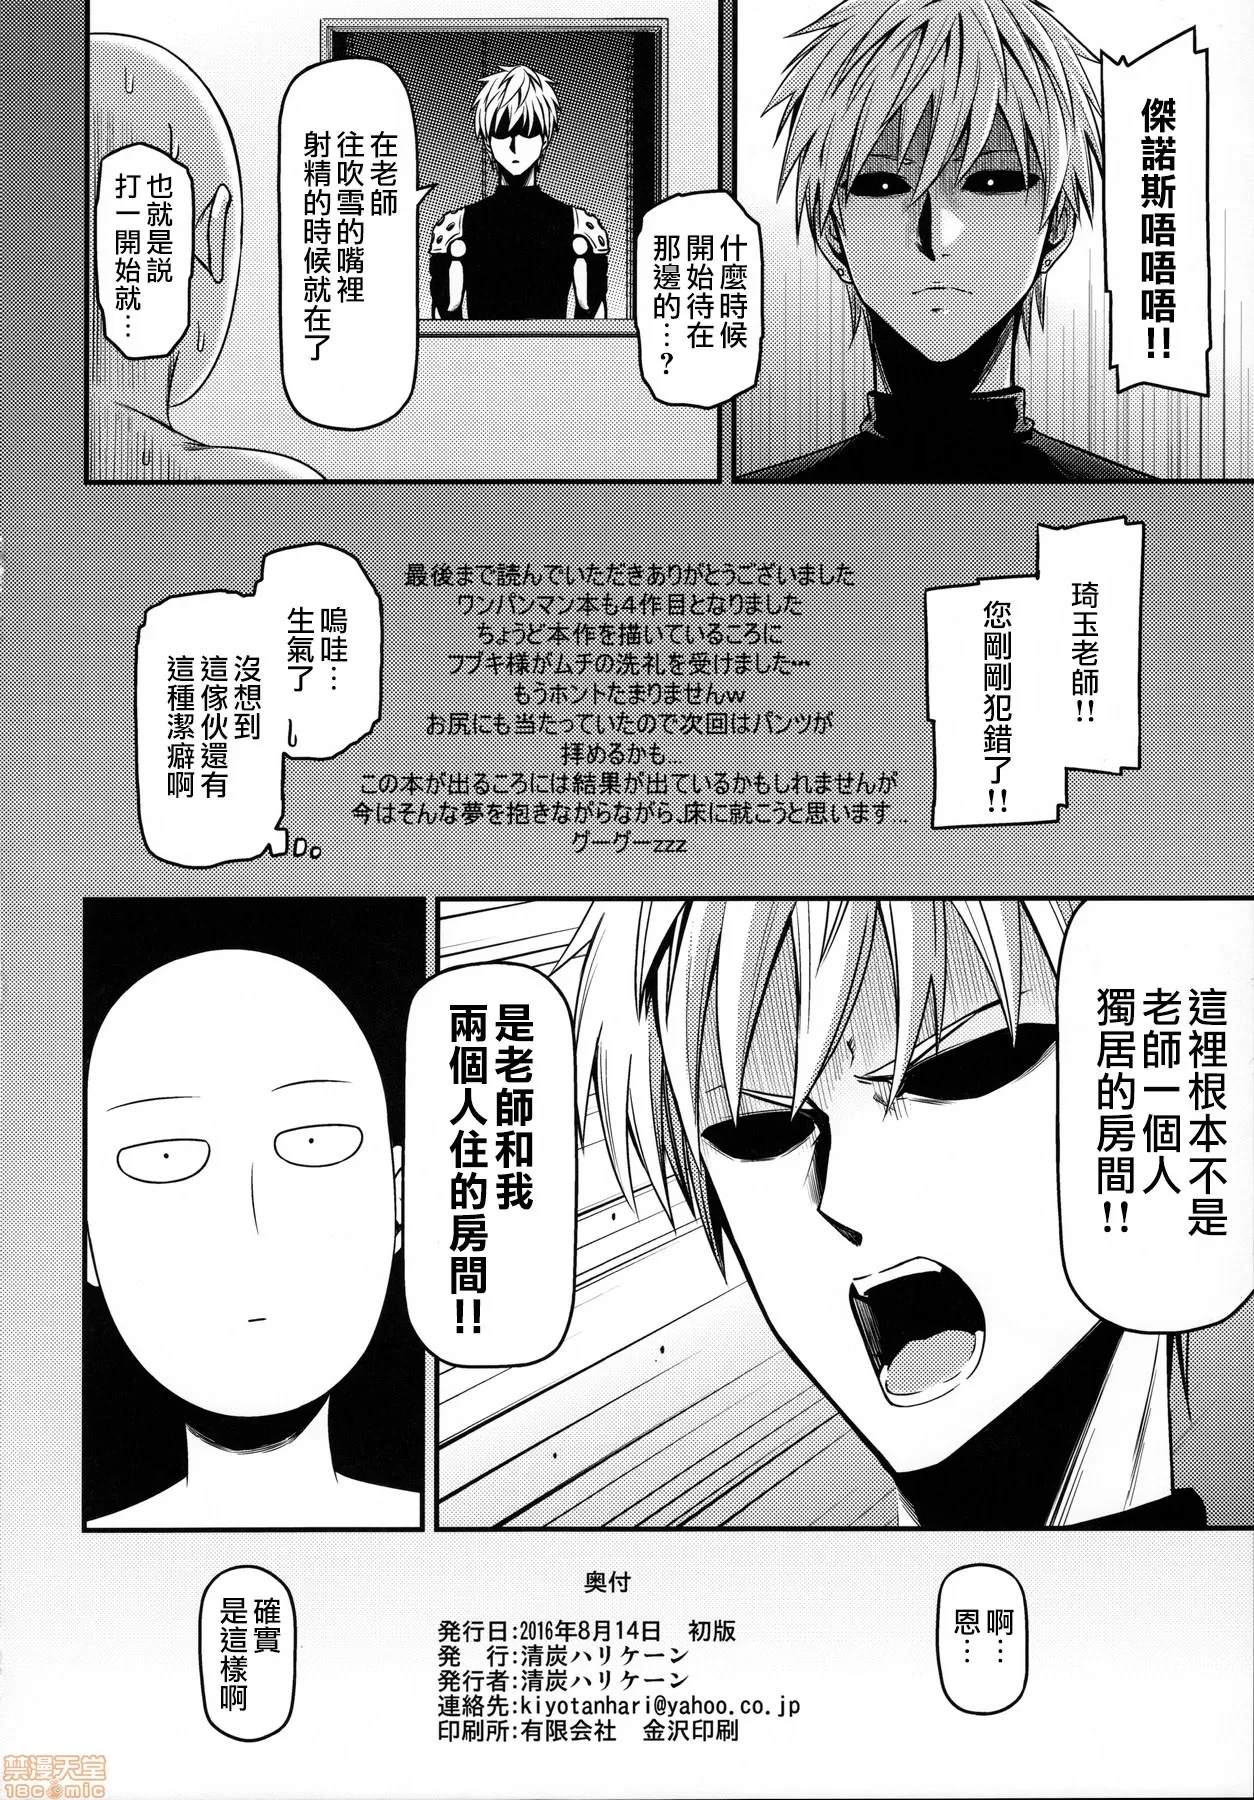 傑諾斯唔唔唔!!
什麼時候
開始待在
那邊的…?
在老師
往吹雪的嘴裡
射精的時候就在了
也就是說
打一開始就…
琦玉老師!!
您剛剛犯錯了!!
最後まで読んでいただきありがとうございました
ワンパンマン本も4作目となりました
ちょうど本作を描いているころに
フブキ様がムチの洗礼を受けました…
もうホントたまりませんw
お尻にも当たっていたので次回はパンツが
拝めるかも…
この本が出るころには結果が出ているかもしれませんが
今はそんな夢を抱きながらながら、床に就こうと思います…
グーグーzzz
嗚哇…
生氣了
沒想到
這傢伙還有
這種潔癖啊
這裡根本不是
老師一個人
獨居的房間!!
是老師和我
兩個人住的房間!!
啊…
恩…
確實
是這樣啊
奥付
発行日:2016年8月14日 初版
発 行:清炭ハリケーン
発行者:清炭ハリケーン
連絡先:kiyotanhari@yahoo.co.jp
印刷所:有限会社 金沢印刷
禁漫天堂
18comic